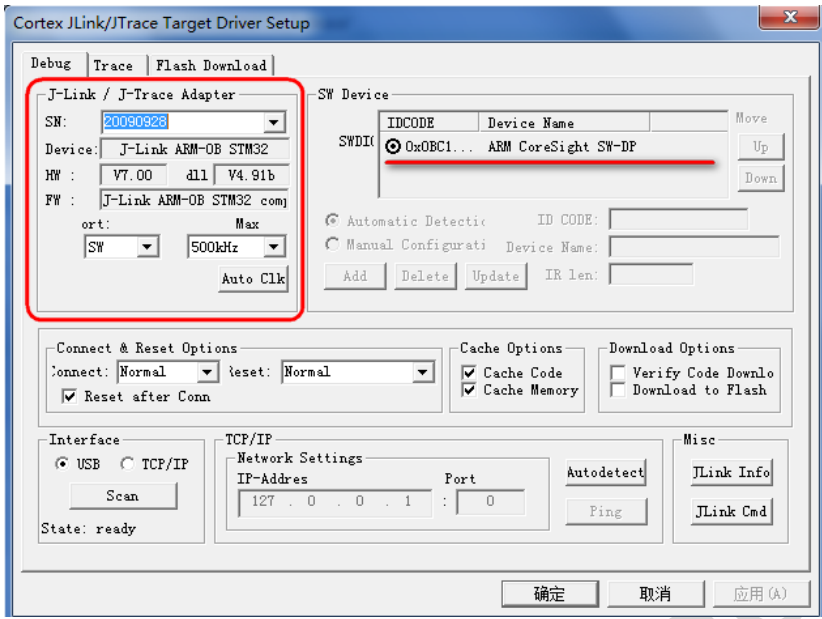 Cortex JLink/JTrace Target Driver Setup
Debug Trace Flash Download
J-Link / J-Trace Adapter
SN: 20090928
Device: J-Link ARM-OB STM32
HW : V7.00 dll V4.91b
FW : J-Link ARM-OB STM32 comp
ort: Max
SW 500kHz
Auto Clk
SW Device
IDCODE Device Name
SWDI( 0x0BC1... ARM CoreSight SW-DP
Move
Up
Down
Automatic Detectic ID CODE:
Manual Configurati Device Name:
Add Delete Update IR len:
Connect & Reset Options
onnect: Normal eset: Normal
Reset after Conn
Cache Options
Cache Code
Cache Memory
Download Options
Verify Code Downlo
Download to Flash
Interface
USB TCP/IP
Scan
State: ready
TCP/IP
Network Settings
IP-Addres Port
127 . 0 . 0 . 1 : 0
Autodetect
Ping
Misc
JLink Info
JLink Cmd
确定 取消 应用(A)